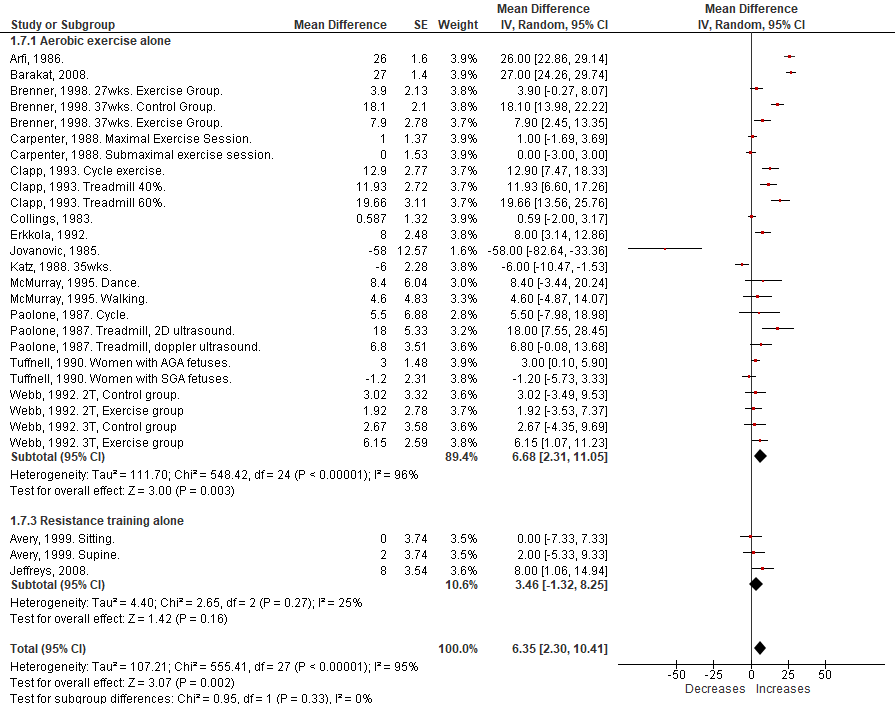 Mean Difference Mean Difference
Study or Subgroup Mean Difference SE Weight IV, Random, 95% CI IV, Random, 95% CI
1.7.1 Aerobic exercise alone
Arfi, 1986. 26 1.6 3.9% 26.00 [22.86, 29.14]
Barakat, 2008. 27 1.4 3.9% 27.00 [24.26, 29.74]
Brenner, 1998. 27wks. Exercise Group. 3.9 2.13 3.8% 3.90 [-0.27, 8.07]
Brenner, 1998. 37wks. Control Group. 18.1 2.1 3.8% 18.10 [13.98, 22.22]
Brenner, 1998. 37wks. Exercise Group. 7.9 2.78 3.8% 7.90 [2.45, 13.35]
Carpenter, 1988. Maximal Exercise Session. 1 1.37 3.9% 1.00 [-1.69, 3.69]
Carpenter, 1988. Submaximal exercise session. 0 1.53 3.9% 0.00 [-3.00, 3.00]
Clapp, 1993. Cycle exercise. 12.9 2.77 3.8% 12.90 [7.47, 18.33]
Clapp, 1993. Treadmill 40%. 11.93 2.72 3.8% 11.93 [6.60, 17.26]
Clapp, 1993. Treadmill 60%. 19.66 3.11 3.7% 19.66 [13.56, 25.76]
Collings, 1983. 0.587 1.32 3.9% 0.59 [-2.00, 3.17]
Erkkola, 1992. 8 2.48 3.8% 8.00 [3.14, 12.86]
Jovanovic, 1985. -58 12.57 1.6% -58.00 [-82.64, -33.36]
Katz, 1988. 35wks. -6 2.28 3.8% -6.00 [-10.47, -1.53]
McMurray, 1995. Dance. 8.4 6.04 3.1% 8.40 [-3.44, 20.24]
McMurray, 1995. Walking. 4.6 4.83 3.4% 4.60 [-4.87, 14.07]
Paolone, 1987. Cycle. 5.5 6.88 2.9% 5.50 [-7.98, 18.98]
Paolone, 1987. Treadmill, 2D ultrasound. 18 5.33 3.3% 18.00 [7.55, 28.45]
Paolone, 1987. Treadmill, doppler ultrasound. 6.8 3.51 3.6% 6.80 [-0.08, 13.68]
Tuffnell, 1990. Women with AGA fetuses. 3 1.48 3.9% 3.00 [0.10, 5.90]
Tuffnell, 1990. Women with SGA fetuses. -1.2 2.31 3.8% -1.20 [-5.73, 3.33]
Webb, 1992. 2T, Control group. 3.02 3.32 3.7% 3.02 [-3.49, 9.53]
Webb, 1992. 2T, Exercise group 1.92 2.78 3.8% 1.92 [-3.53, 7.37]
Webb, 1992. 3T, Control group 2.67 3.58 3.6% 2.67 [-4.35, 9.69]
Webb, 1992. 3T, Exercise group 6.15 2.59 3.8% 6.15 [1.07, 11.23]
Subtotal (95% CI) 89.4% 6.68 [2.31, 11.05]
Heterogeneity: Tau² = 111.70; Chi² = 548.42, df = 24 (P < 0.00001); I² = 96%
Test for overall effect: Z = 3.00 (P = 0.003)
1.7.3 Resistance training alone
Avery, 1999. Sitting. 0 3.74 3.5% 0.00 [-7.33, 7.33]
Avery, 1999. Supine. 2 3.74 3.5% 2.00 [-5.33, 9.33]
Jeffreys, 2008. 8 3.54 3.6% 8.00 [1.06, 14.94]
Subtotal (95% CI) 10.6% 3.46 [-1.32, 8.25]
Heterogeneity: Tau² = 4.40; Chi² = 2.65, df = 2 (P = 0.27); I² = 25%
Test for overall effect: Z = 1.42 (P = 0.16)
Total (95% CI) 100.0% 6.35 [2.30, 10.41]
Heterogeneity: Tau² = 107.21; Chi² = 555.41, df = 27 (P < 0.00001); I² = 95%
Test for overall effect: Z = 3.07 (P = 0.002)
Test for subgroup differences: Chi² = 0.95, df = 1 (P = 0.33), I² = 0%
-50 -25 0 25 50
Decreases Increases